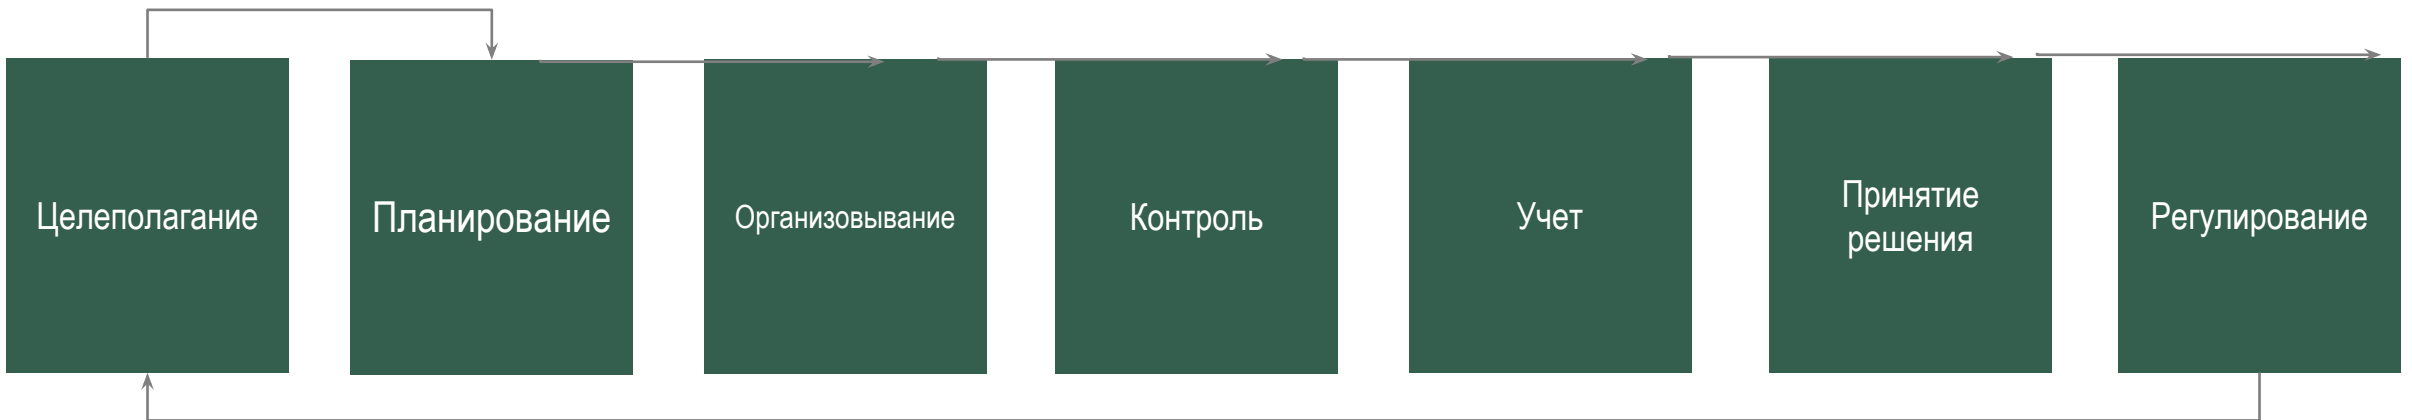 Целеполагание
Планирование
Организовывание
Контроль
Учет
Принятие
решения
Регулирование